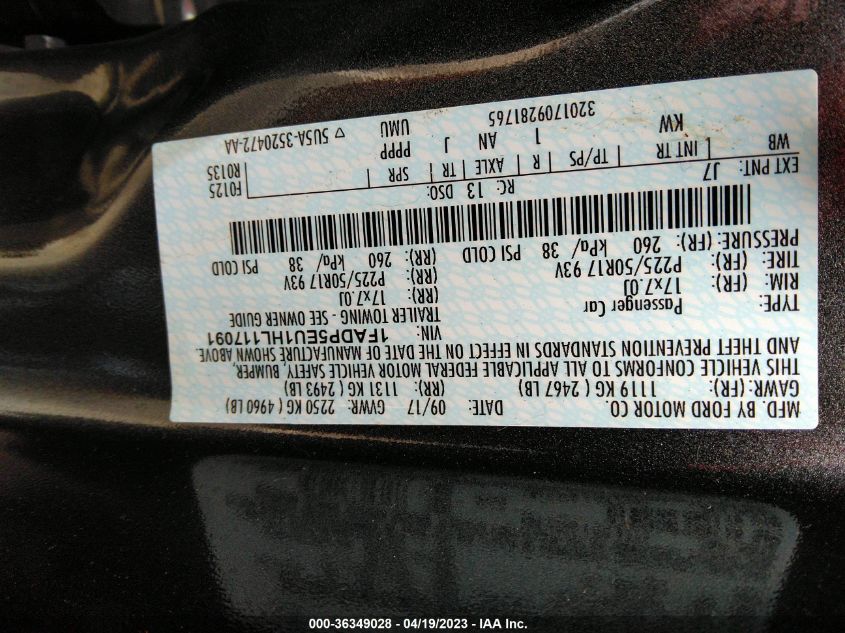 MFD. BY FORD MOTOR CO.
DATE: 09/17 GVWR: 2250 KG ( 4960 LB)
GAWR: (FR): 1119 KG ( 2467 LB) (RR): 1131 KG ( 2493 LB)
THIS VEHICLE CONFORMS TO ALL APPLICABLE FEDERAL MOTOR VEHICLE SAFETY, BUMPER,
AND THEFT PREVENTION STANDARDS IN EFFECT ON THE DATE OF MANUFACTURE SHOWN ABOVE.
VIN: 1FADP5EU1HL117091
TYPE: Passenger Car TRAILER TOWING - SEE OWNER GUIDE
RIM: (FR): 17x7.0J (RR): 17x7.0J
TIRE: (FR): P225/50R17 93V (RR): P225/50R17 93V
PRESSURE: (FR): 260 kPa/ 38 PSI COLD (RR): 260 kPa/ 38 PSI COLD
EXT PNT: J7 RC: 13 DSO: F0125
WB INT TR TP/PS R AXLE TR SPR R0135
KW I AN J PPPP
UMU ▽ 5USA-3520472-AA
3201709281765
000-36349028 - 04/19/2023 - IAA Inc.